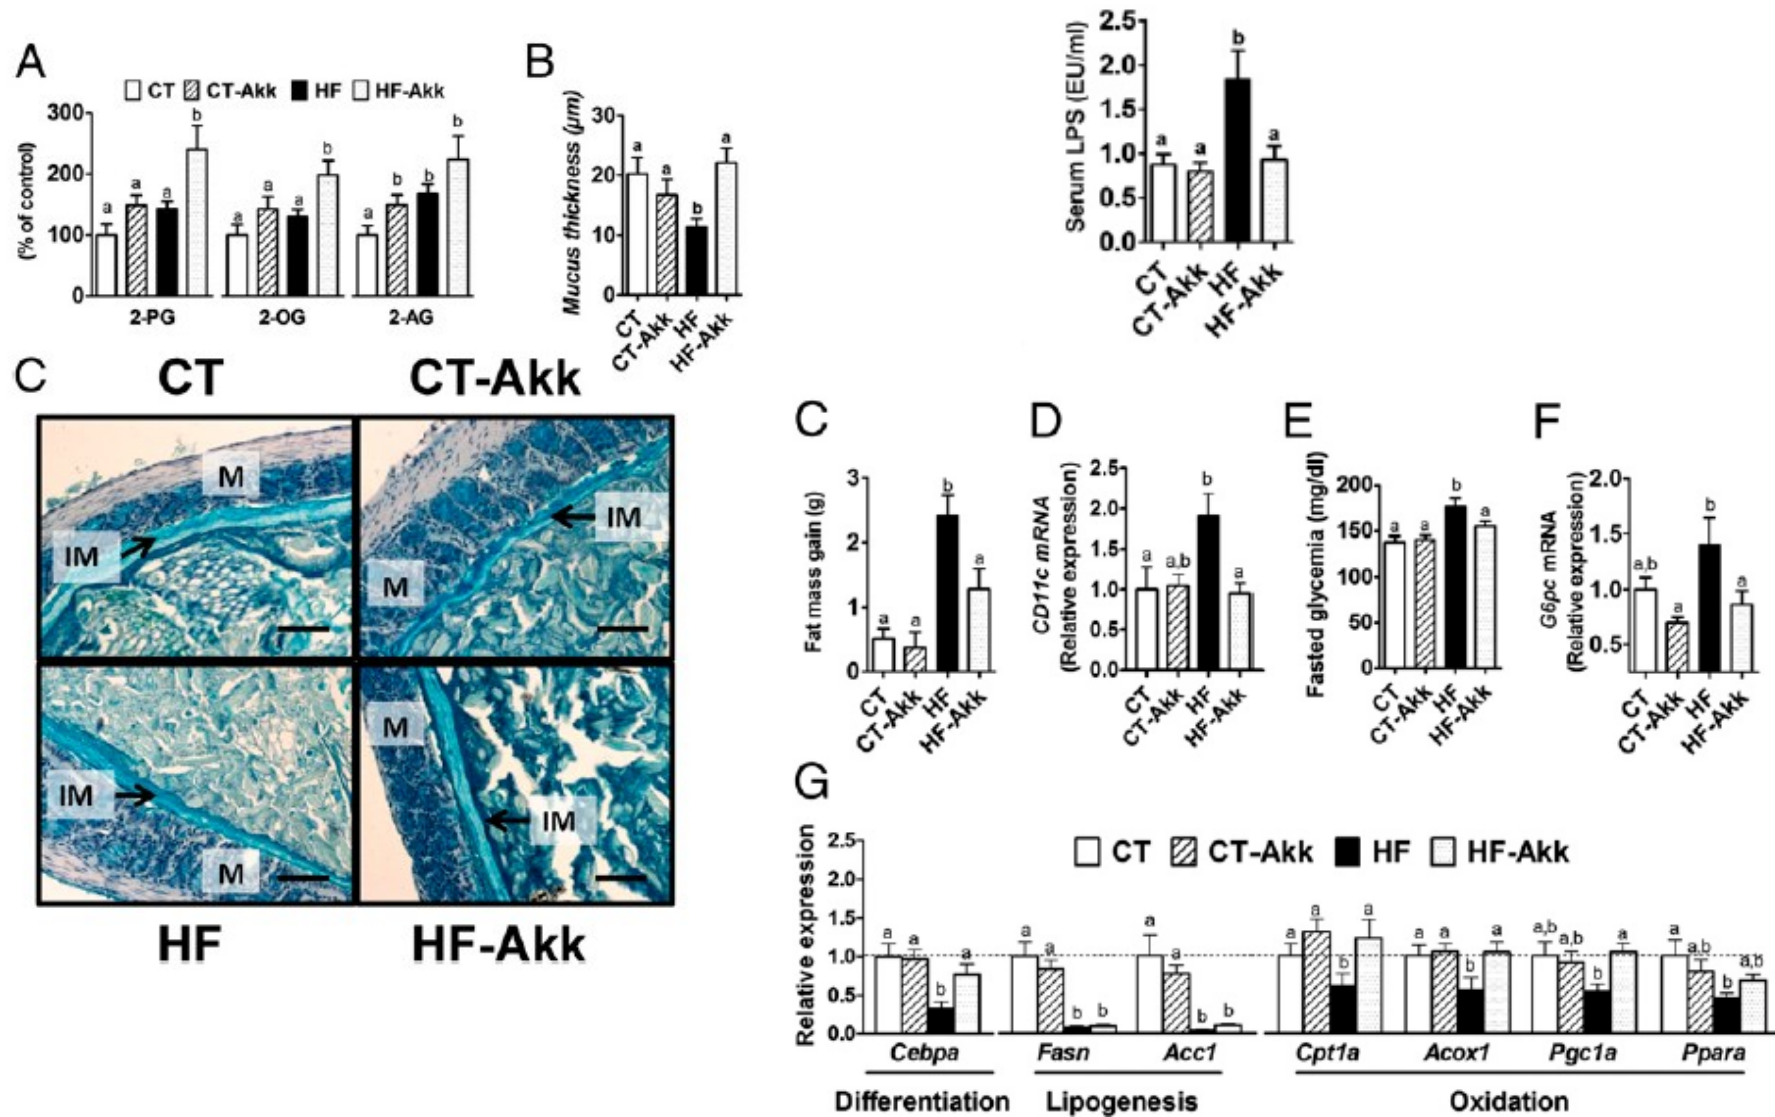 A
CT CT-Akk HF HF-Akk
(% of control)
300
200
100
0
a a a b
a a a b
a b b b
2-PG 2-OG 2-AG
B
Mucus thickness (µm)
30
20
10
0
a a b a
CT CT-Akk HF HF-Akk
Serum LPS (EU/ml)
2.5
2.0
1.5
1.0
0.5
0.0
a a b a
CT CT-Akk HF HF-Akk
C CT CT-Akk
M
IM
IM
M
IM
M
M
IM
HF HF-Akk
C
Fat mass gain (g)
3
2
1
0
a a b a
CT CT-Akk HF HF-Akk
D
CD11c mRNA
(Relative expression)
2.5
2.0
1.5
1.0
0.5
0.0
a a,b b a
CT CT-Akk HF HF-Akk
E
Fasted glycemia (mg/dl)
200
150
100
50
0
a a b a
CT CT-Akk HF HF-Akk
F
G6pc mRNA
(Relative expression)
2.0
1.5
1.0
0.5
a,b a b a
CT CT-Akk HF HF-Akk
G
CT CT-Akk HF HF-Akk
Relative expression
2.5
2.0
1.5
1.0
0.5
0.0
a a b a
a a b b
a a b b
a a b a
a a b a
a,b a,b b a
a a,b b a,b
Cebpa Fasn Acc1 Cpt1a Acox1 Pgc1a Ppara
Differentiation Lipogenesis Oxidation